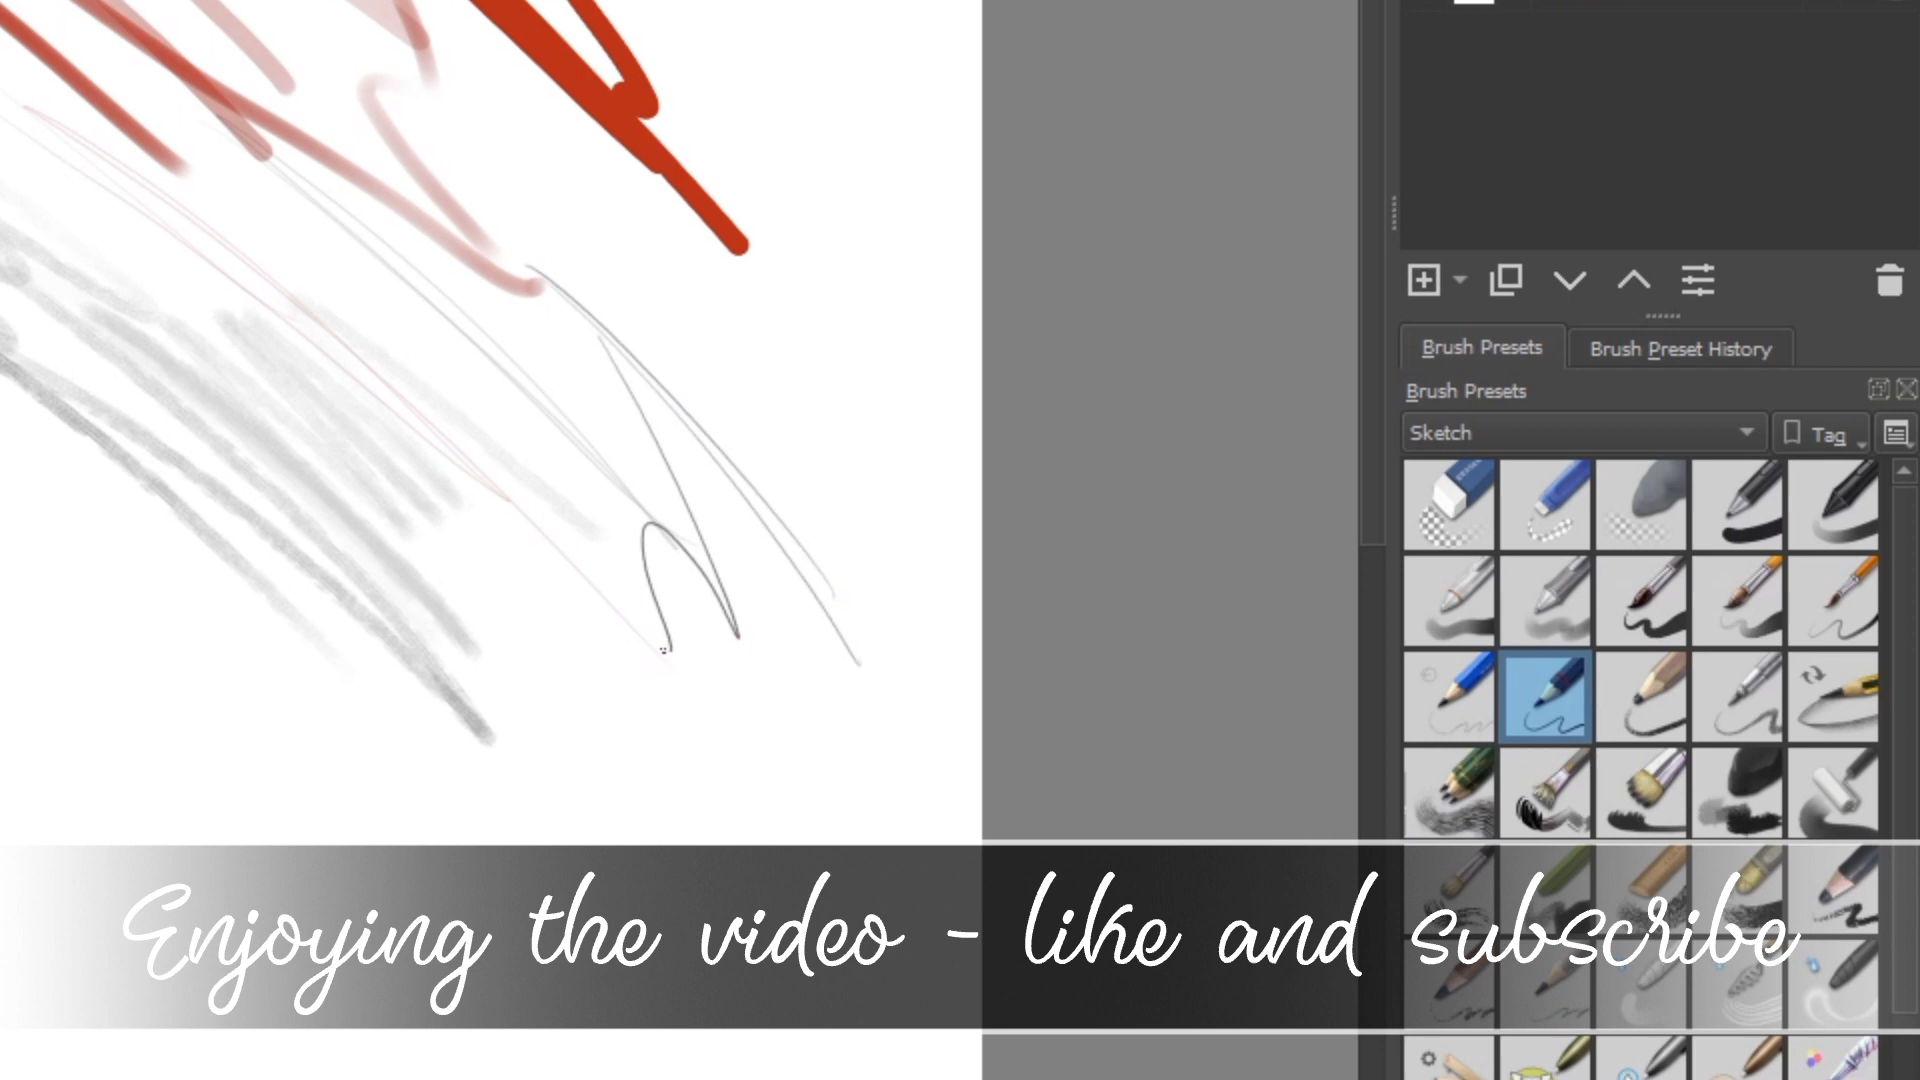 Brush Presets
Brush Preset History
Brush Presets
Sketch
Tag
Enjoying the video - like and subscribe